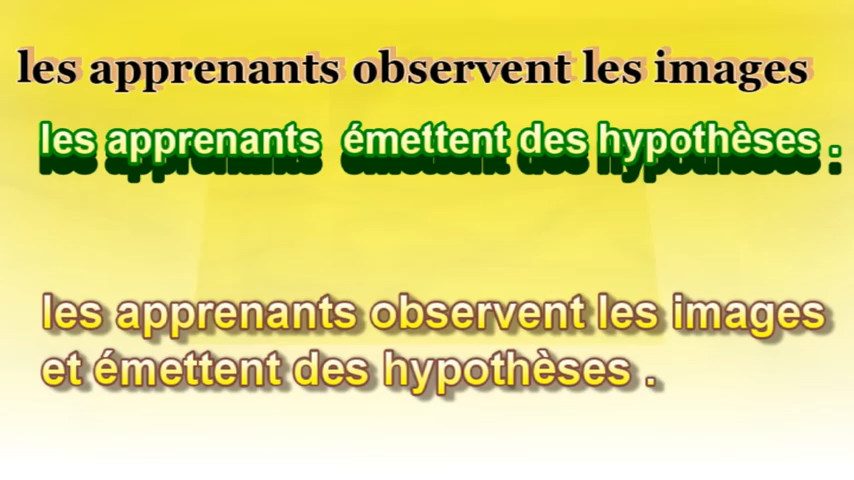 les apprenants observent les images
les apprenants émettent des hypothèses .
les apprenants observent les images
et émettent des hypothèses .